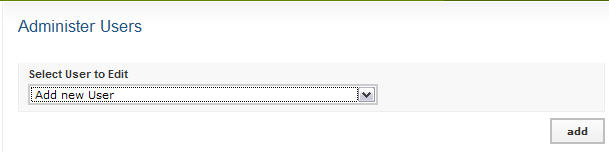 Administer Users
Select User to Edit
Add new User
add